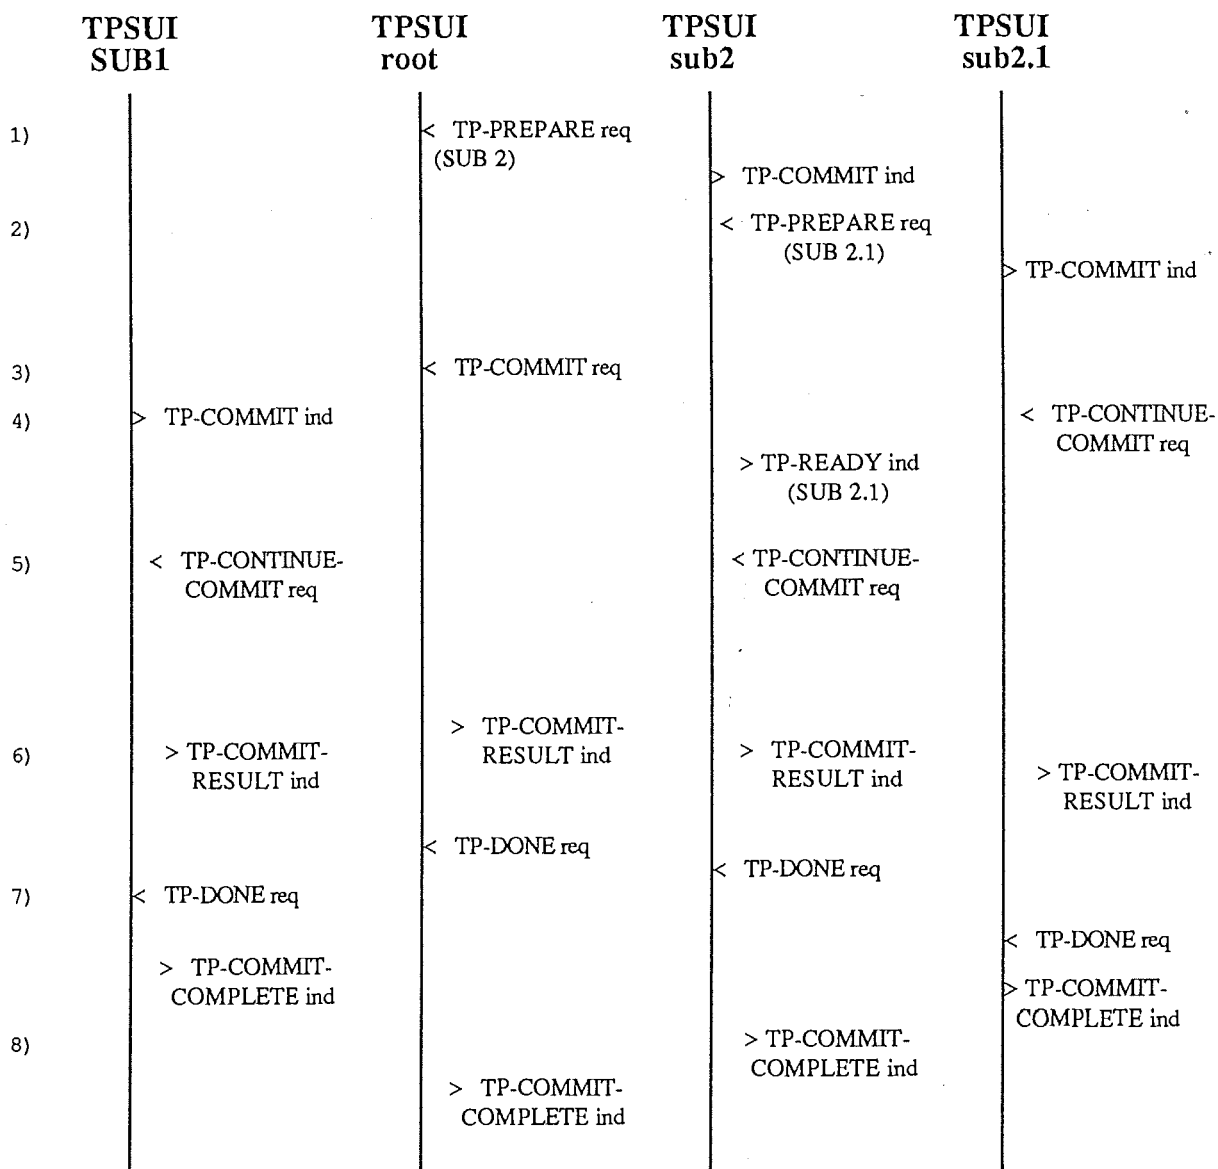 TPSUI TPSUI TPSUI TPSUI
SUB1 root sub2 sub2.1
1) < TP-PREPARE req
(SUB 2)
> TP-COMMIT ind
2) < TP-PREPARE req
(SUB 2.1)
> TP-COMMIT ind
3) < TP-COMMIT req
4) > TP-COMMIT ind < TP-CONTINUE-
COMMIT req
> TP-READY ind
(SUB 2.1)
5) < TP-CONTINUE- < TP-CONTINUE-
COMMIT req COMMIT req
> TP-COMMIT-
RESULT ind
6) > TP-COMMIT- > TP-COMMIT-
RESULT ind RESULT ind
> TP-COMMIT-
RESULT ind
< TP-DONE req
< TP-DONE req
7) < TP-DONE req
< TP-DONE req
> TP-COMMIT-
COMPLETE ind
> TP-COMMIT-
COMPLETE ind
8) > TP-COMMIT-
COMPLETE ind
> TP-COMMIT-
COMPLETE ind